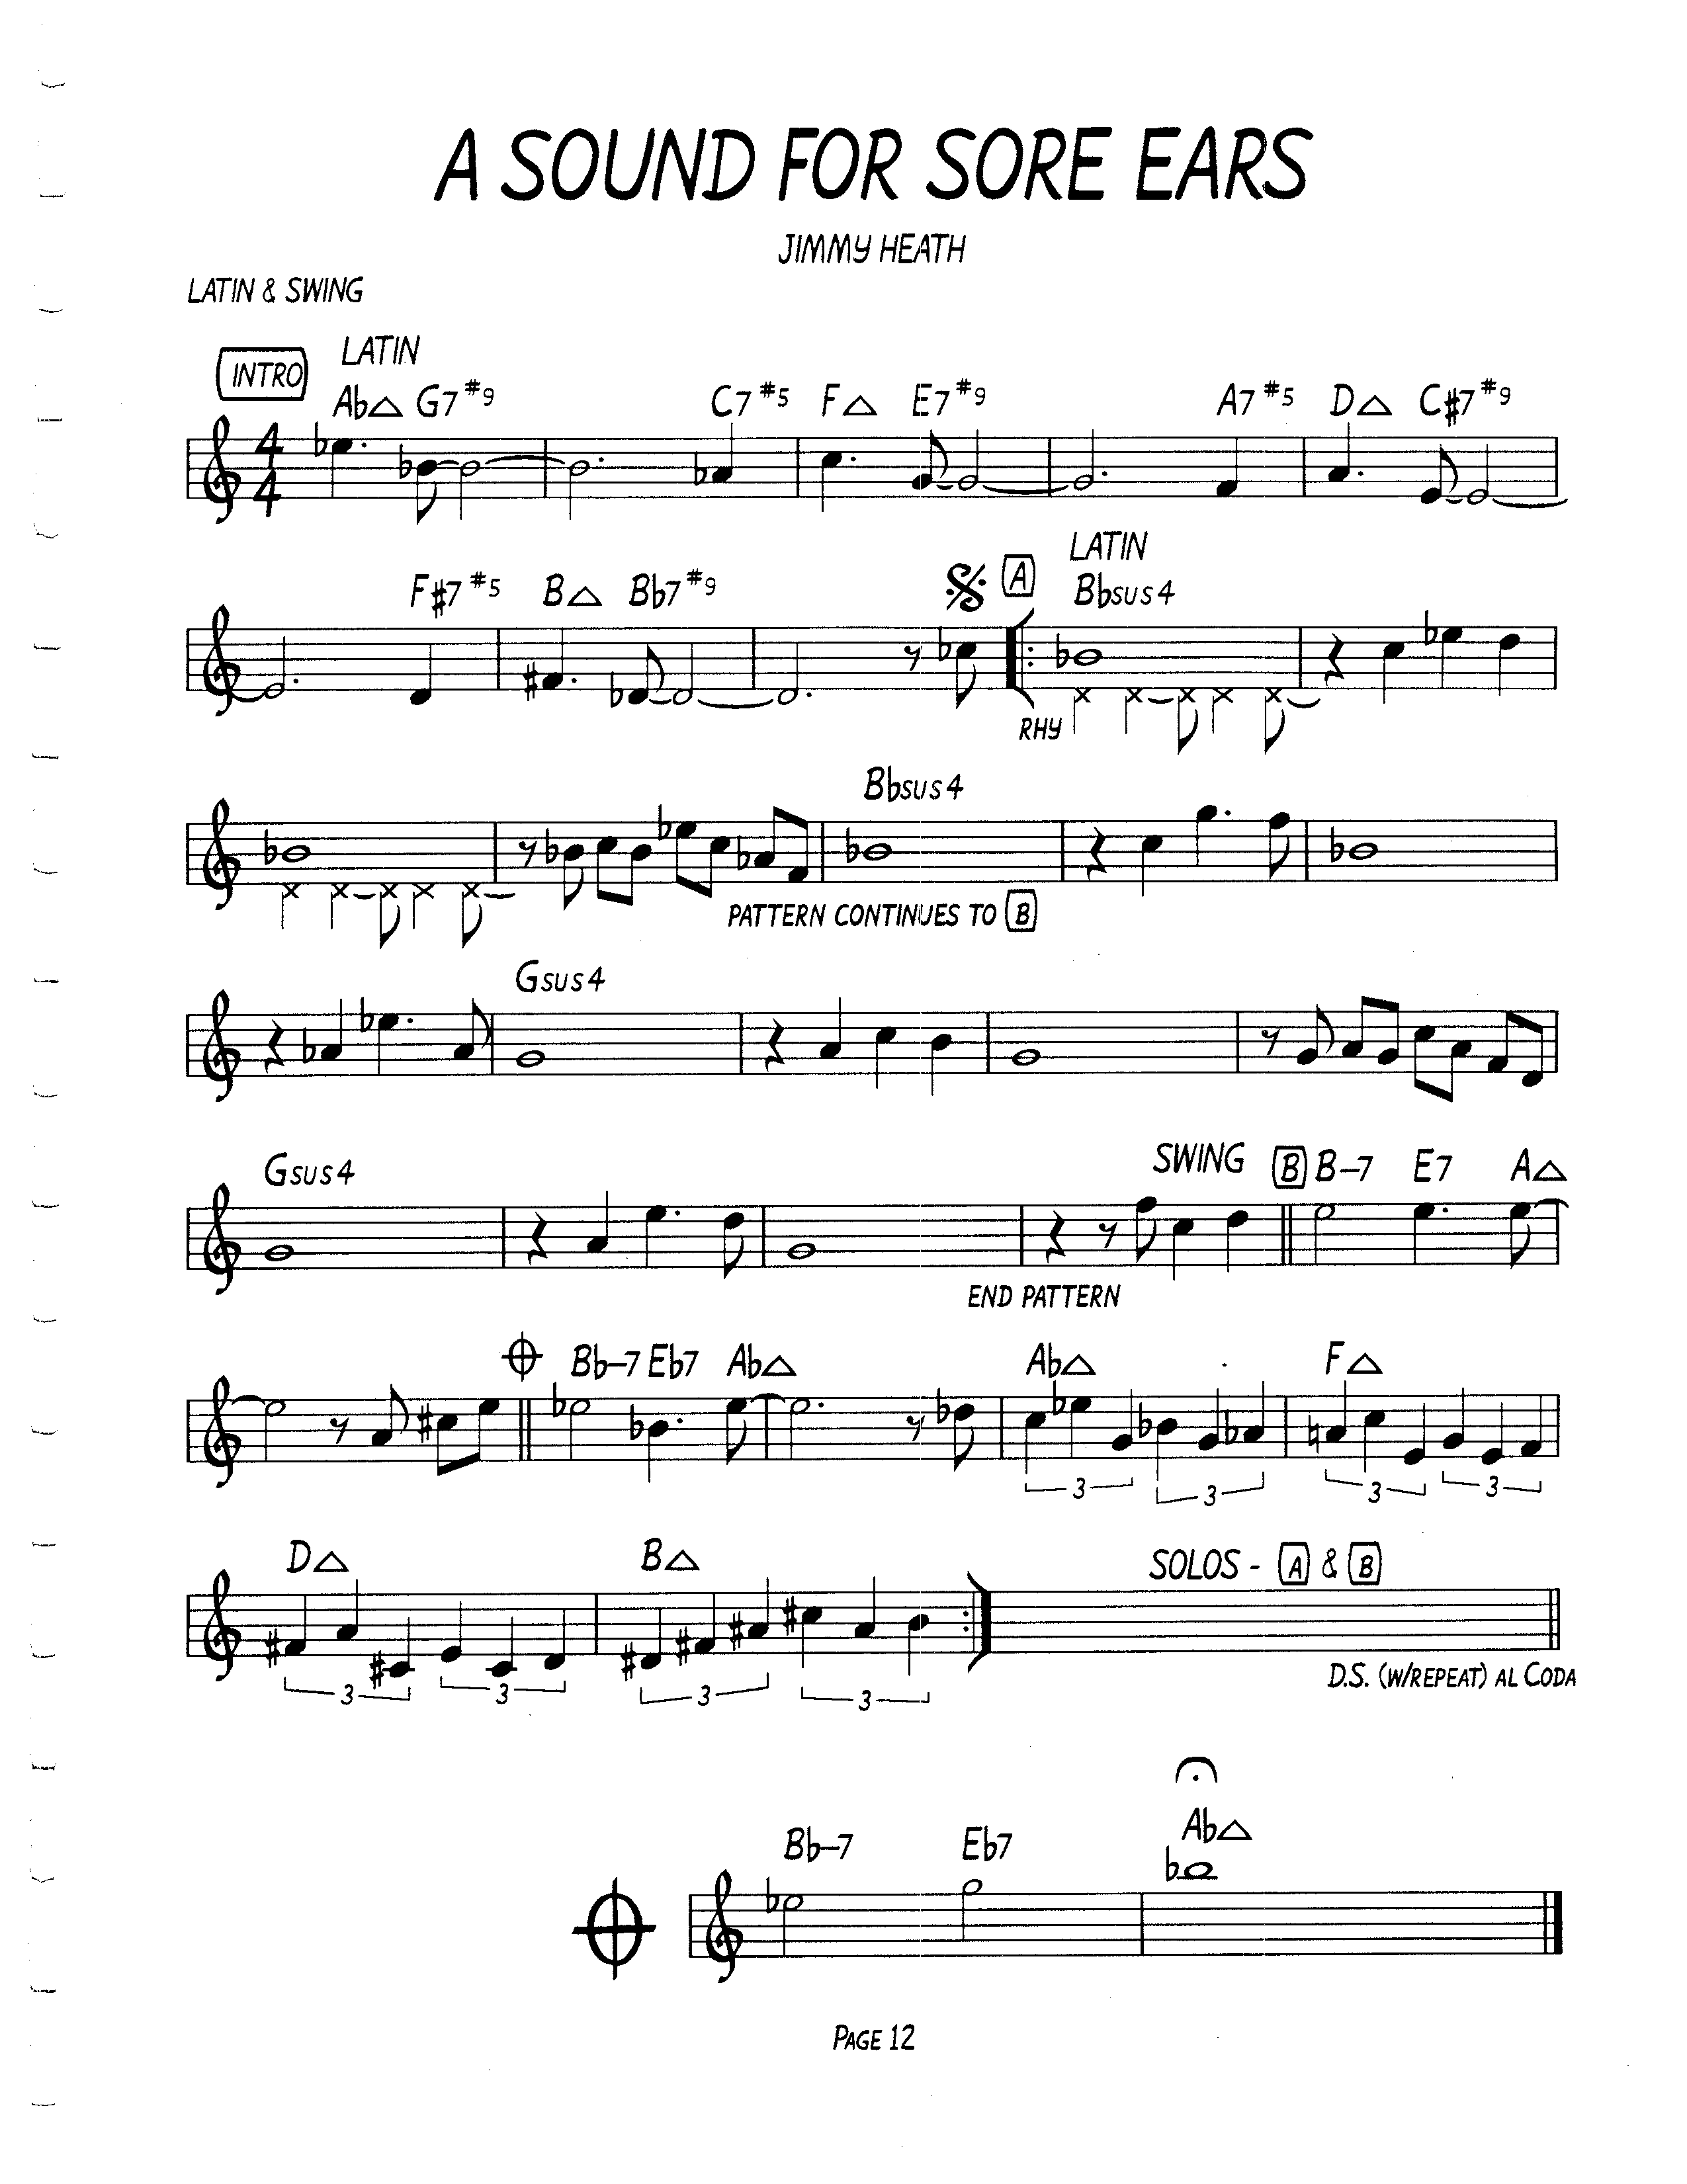 A SOUND FOR SORE EARS
JIMMY HEATH
LATIN & SWING
INTRO LATIN
Ab△ G7#9 C7#5 F△ E7#9 A7#5 D△ C#7#9
4
4
LATIN
F#7#5 B△ Bb7#9 A Bbsus4
RHY
Bbsus4
PATTERN CONTINUES TO B
Gsus4
Gsus4 SWING B B–7 E7 A△
END PATTERN
Bb–7 Eb7 Ab△ Ab△ F△
3 3 3 3
D△ B△ SOLOS - A & B
3 3 3 3
D.S. (W/REPEAT) AL CODA
Bb–7 Eb7 Ab△
PAGE 12